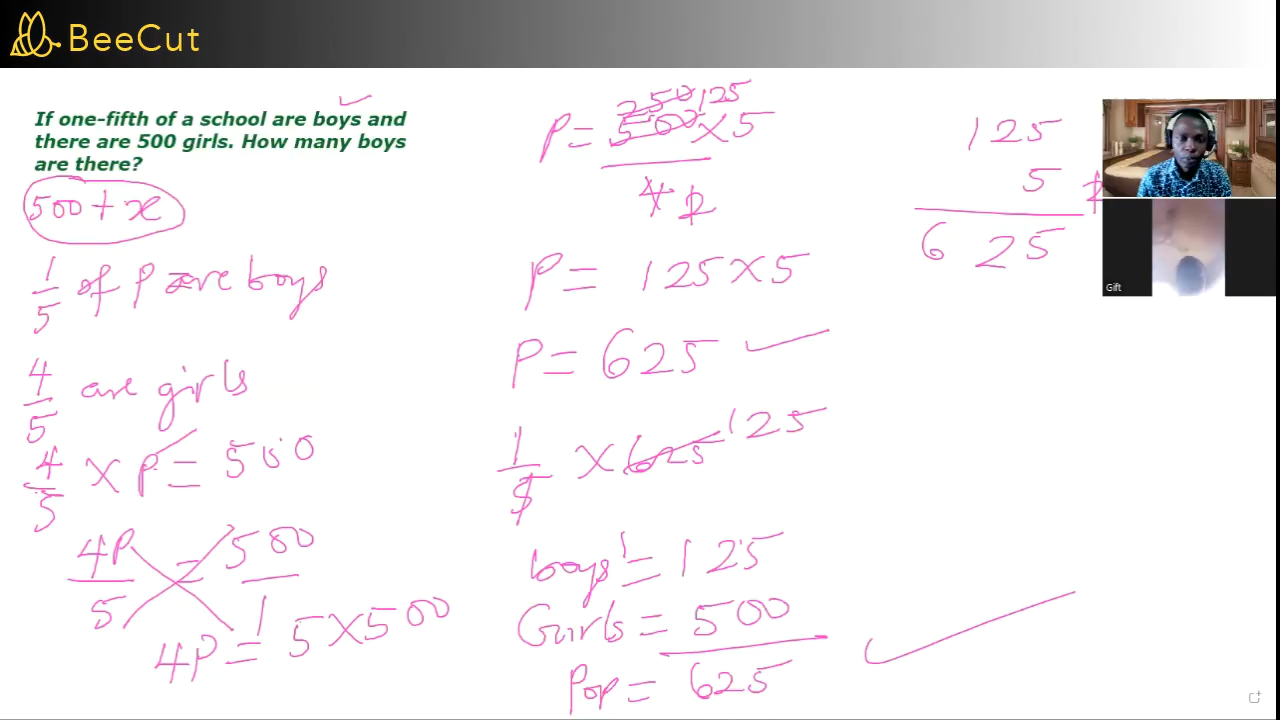 BeeCut
If one-fifth of a school are boys and
there are 500 girls. How many boys
are there?
500 + x
1/5 of P are boys
4/5 are girls
4/5 × P = 500
4P/5 = 500/1
4P = 5 × 500
P = 500 × 5 / 4
250 125
2
P = 125 × 5
P = 625
1/5 × 625 125
boys = 125
Girls = 500
Pop = 625
125
5
625
Gift